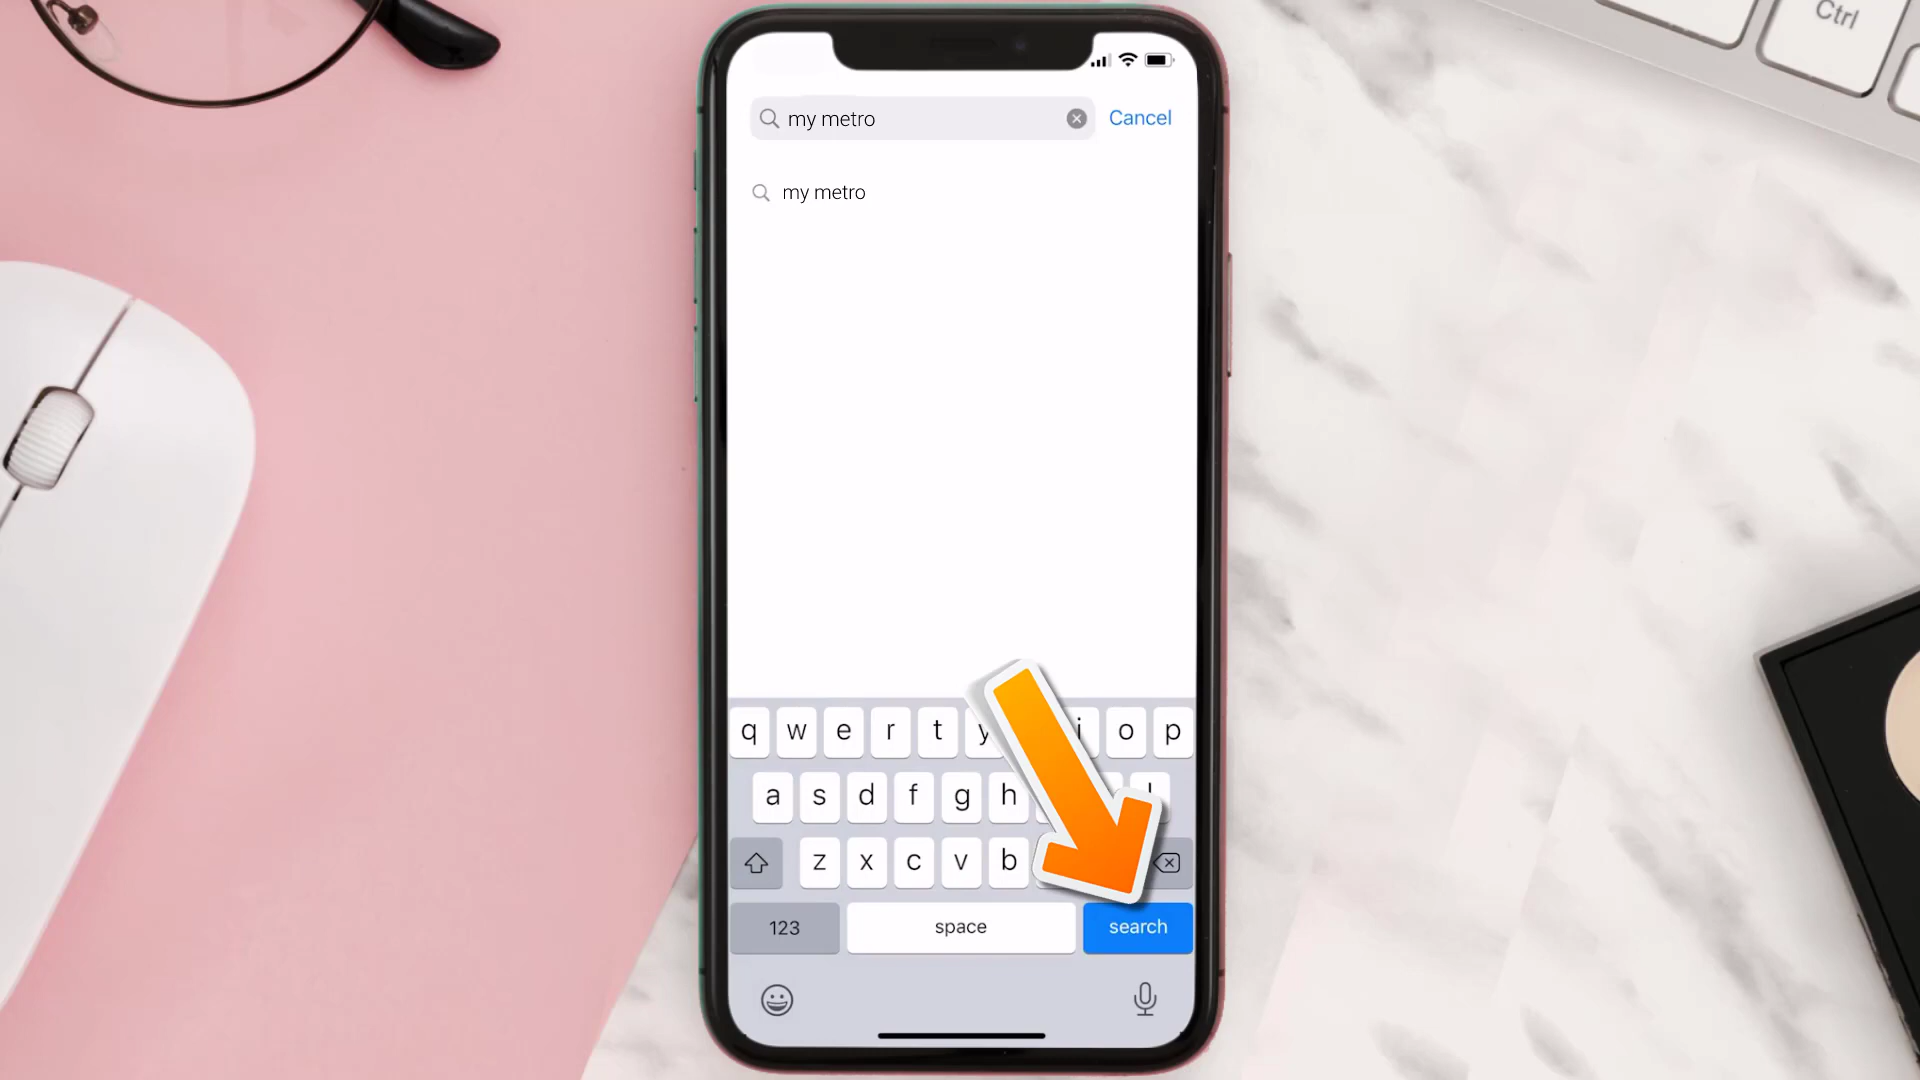 Ctrl
my metro
Cancel
my metro
q w e r t y i o p
a s d f g h
z x c v b
123 space search